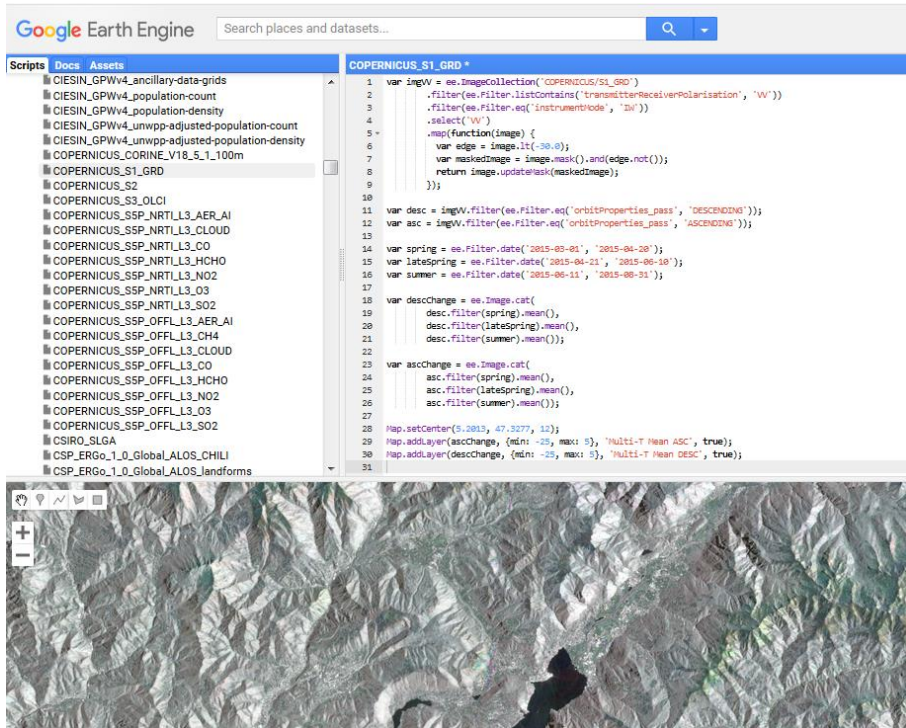 Google Earth Engine
Search places and datasets...
Scripts Docs Assets
CIESIN_GPWv4_ancillary-data-grids
CIESIN_GPWv4_population-count
CIESIN_GPWv4_population-density
CIESIN_GPWv4_unwpp-adjusted-population-count
CIESIN_GPWv4_unwpp-adjusted-population-density
COPERNICUS_CORINE_V18_5_1_100m
COPERNICUS_S1_GRD
COPERNICUS_S2
COPERNICUS_S3_OLCI
COPERNICUS_S5P_NRTI_L3_AER_AI
COPERNICUS_S5P_NRTI_L3_CLOUD
COPERNICUS_S5P_NRTI_L3_CO
COPERNICUS_S5P_NRTI_L3_HCHO
COPERNICUS_S5P_NRTI_L3_NO2
COPERNICUS_S5P_NRTI_L3_O3
COPERNICUS_S5P_NRTI_L3_SO2
COPERNICUS_S5P_OFFL_L3_AER_AI
COPERNICUS_S5P_OFFL_L3_CH4
COPERNICUS_S5P_OFFL_L3_CLOUD
COPERNICUS_S5P_OFFL_L3_CO
COPERNICUS_S5P_OFFL_L3_HCHO
COPERNICUS_S5P_OFFL_L3_NO2
COPERNICUS_S5P_OFFL_L3_O3
COPERNICUS_S5P_OFFL_L3_SO2
CSIRO_SLGA
CSP_ERGo_1_0_Global_ALOS_CHILI
CSP_ERGo_1_0_Global_ALOS_landforms
COPERNICUS_S1_GRD *
1 var imgVV = ee.ImageCollection('COPERNICUS/S1_GRD')
2 .filter(ee.Filter.listContains('transmitterReceiverPolarisation', 'VV'))
3 .filter(ee.Filter.eq('instrumentMode', 'IW'))
4 .select('VV')
5 .map(function(image) {
6 var edge = image.lt(-30.0);
7 var maskedImage = image.mask().and(edge.not());
8 return image.updateMask(maskedImage);
9 });
10
11 var desc = imgVV.filter(ee.Filter.eq('orbitProperties_pass', 'DESCENDING'));
12 var asc = imgVV.filter(ee.Filter.eq('orbitProperties_pass', 'ASCENDING'));
13
14 var spring = ee.Filter.date('2015-03-01', '2015-04-20');
15 var lateSpring = ee.Filter.date('2015-04-21', '2015-06-10');
16 var summer = ee.Filter.date('2015-06-11', '2015-08-31');
17
18 var descChange = ee.Image.cat(
19 desc.filter(spring).mean(),
20 desc.filter(lateSpring).mean(),
21 desc.filter(summer).mean());
22
23 var ascChange = ee.Image.cat(
24 asc.filter(spring).mean(),
25 asc.filter(lateSpring).mean(),
26 asc.filter(summer).mean());
27
28 Map.setCenter(5.2013, 47.3277, 12);
29 Map.addLayer(ascChange, {min: -25, max: 5}, 'Multi-T Mean ASC', true);
30 Map.addLayer(descChange, {min: -25, max: 5}, 'Multi-T Mean DESC', true);
31